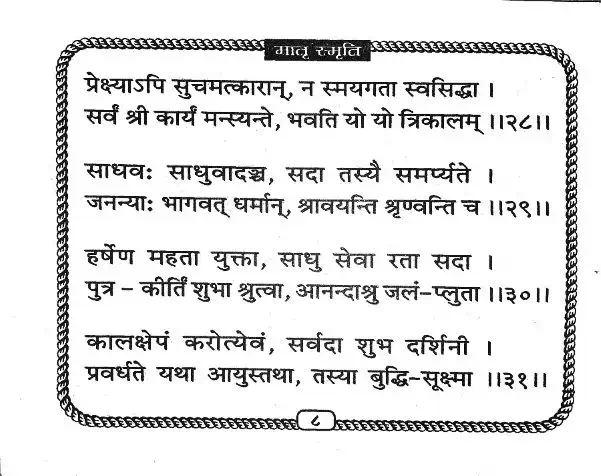 मातृ स्मृति
प्रेक्ष्याऽपि सुचमत्कारान्, न स्मयगता स्वसिद्धा ।
सर्वं श्री कार्यं मन्स्यन्ते, भवति यो यो त्रिकालम् ।।२८।।
साधवः साधुवादञ्च, सदा तस्यै समर्प्यते ।
जनन्याः भागवत् धर्मान्, श्रावयन्ति श्रृण्वन्ति च ।।२९।।
हर्षेण महता युक्ता, साधु सेवा रता सदा ।
पुत्र – कीर्तिं शुभा श्रुत्वा, आनन्दाश्रु जलं–प्लुता ।।३०।।
कालक्षेपं करोत्येवं, सर्वदा शुभ दर्शिनी ।
प्रवर्धते यथा आयुस्तथा, तस्या बुद्धि–सूक्ष्मा ।।३१।।
८